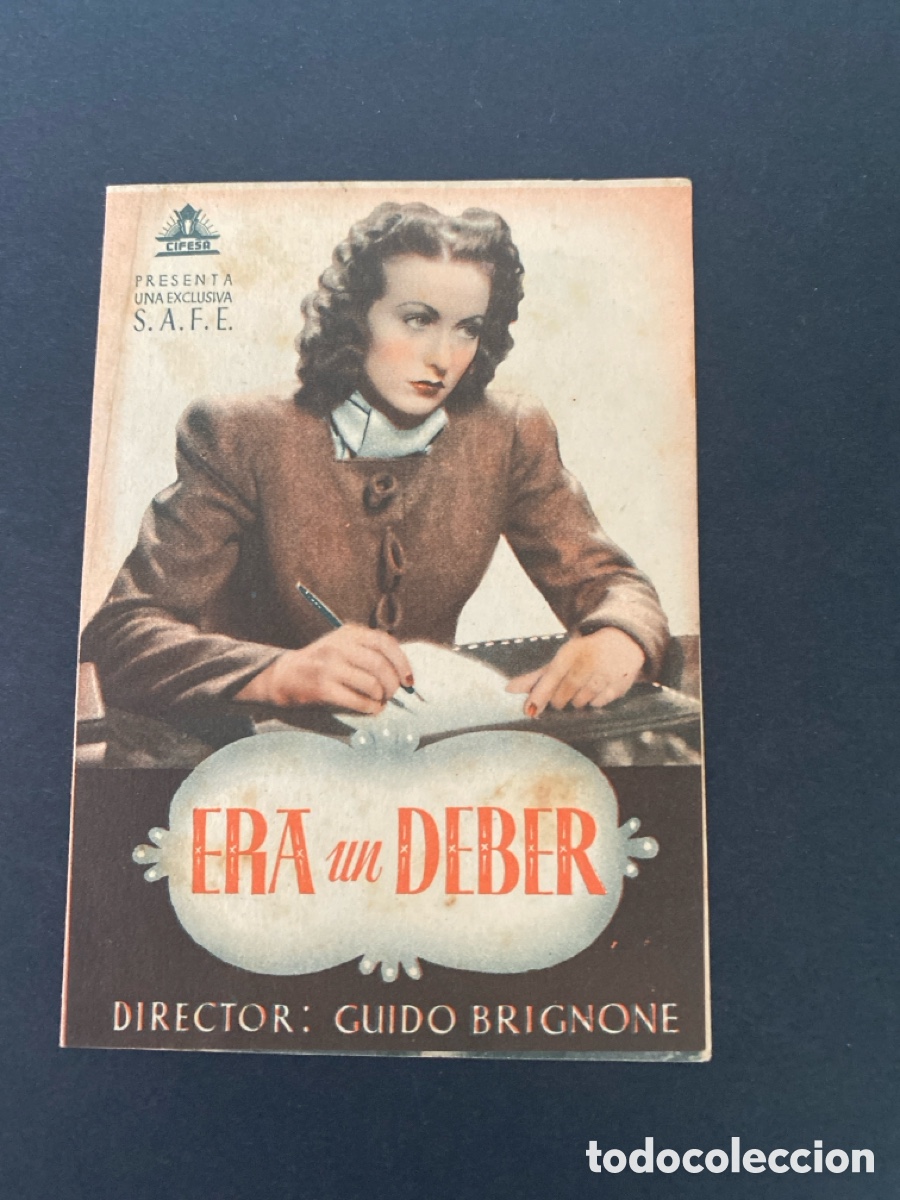 CIFESA
PRESENTA
UNA EXCLUSIVA
S.A.F.E.
ERA un DEBER
DIRECTOR: GUIDO BRIGNONE
todocoleccion